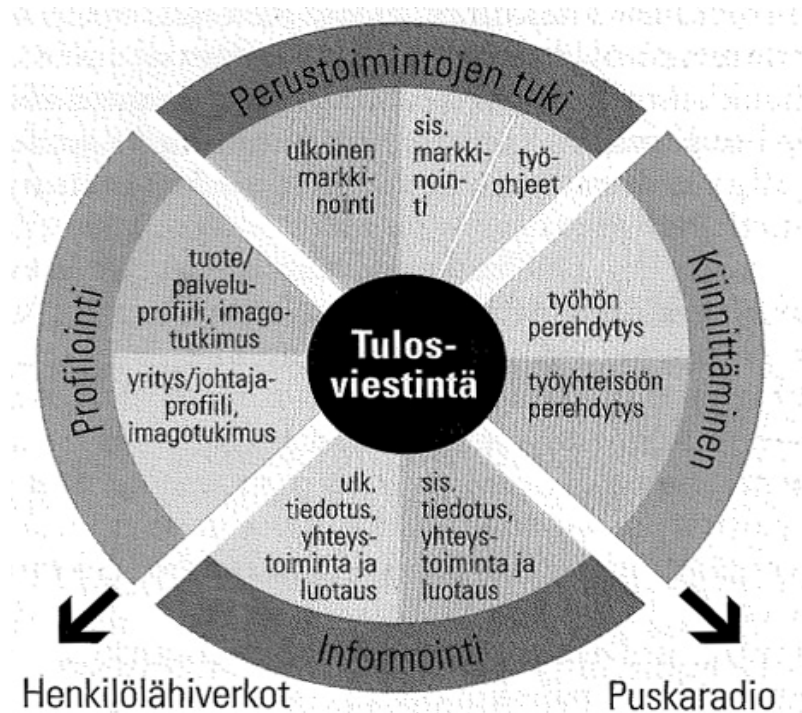 Perustoimintojen tuki
ulkoinen
markki-
nointi
sis.
markki-
noin-
ti
työ-
ohjeet
Kiinnittäminen
työhön
perehdytys
työyhteisöön
perehdytys
Profilointi
tuote/
palvelu-
profiili, imago-
tutkimus
yritys/johtaja-
profiili,
imagotukimus
Tulos-
viestintä
ulk.
tiedotus,
yhteys-
toiminta ja
luotaus
sis.
tiedotus,
yhteys-
toiminta ja
luotaus
Informointi
Henkilölähiverkot
Puskaradio